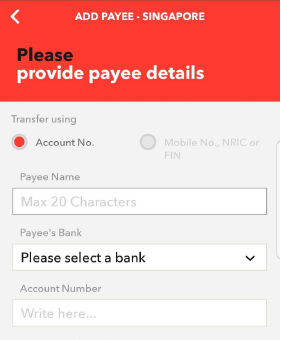 ADD PAYEE - SINGAPORE
Please
provide payee details
Transfer using
Account No.
Mobile No., NRIC or
FIN
Payee Name
Max 20 Characters
Payee's Bank
Please select a bank
Account Number
Write here...